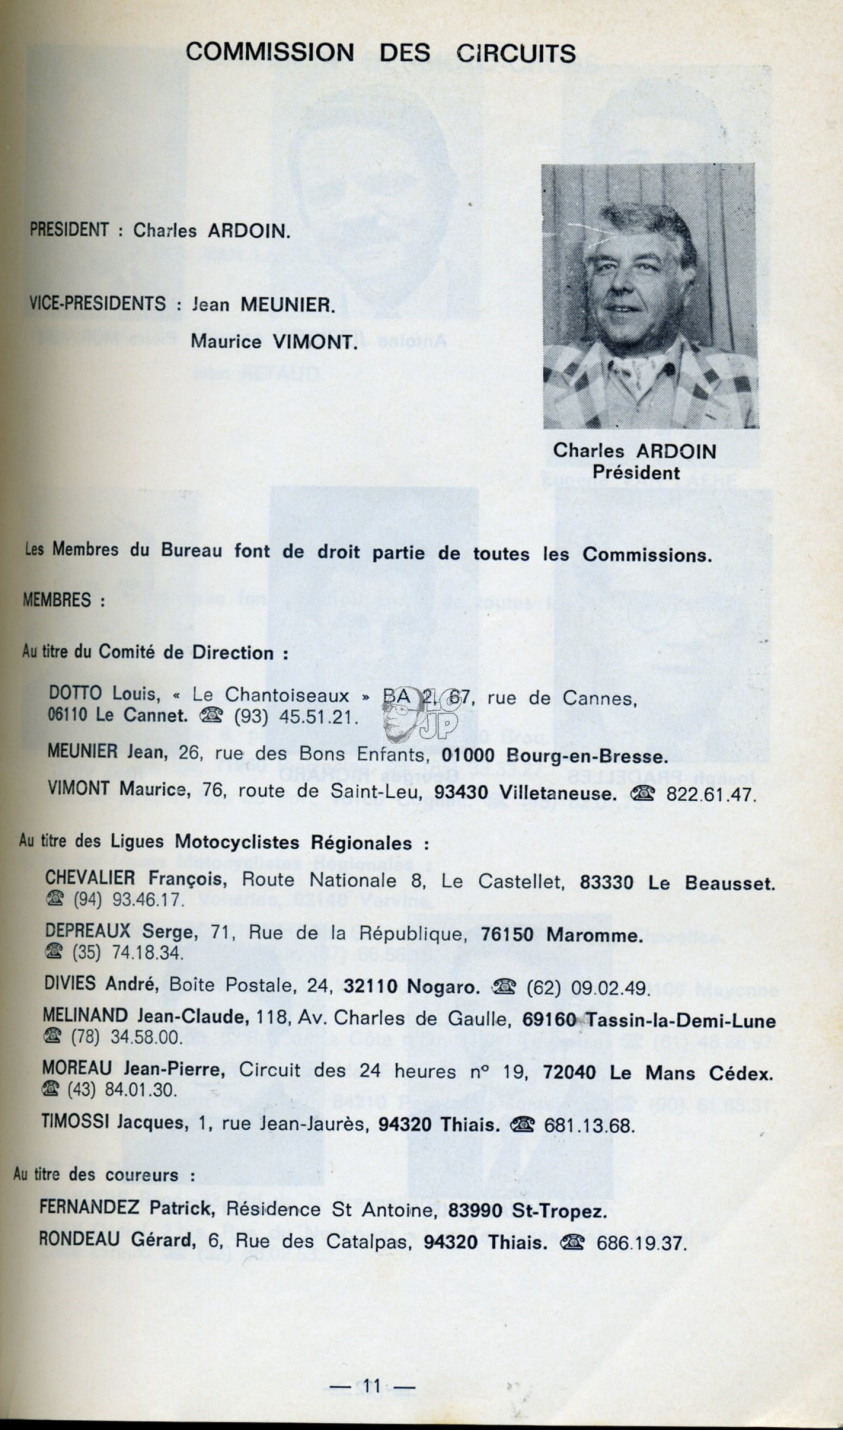 COMMISSION DES CIRCUITS
PRESIDENT : Charles ARDOIN.
VICE-PRESIDENTS : Jean MEUNIER.
Maurice VIMONT.
Charles ARDOIN
Président
Les Membres du Bureau font de droit partie de toutes les Commissions.
MEMBRES :
Au titre du Comité de Direction :
DOTTO Louis, « Le Chantoiseaux » BA 2, 67, rue de Cannes,
06110 Le Cannet. ☎ (93) 45.51.21.
MEUNIER Jean, 26, rue des Bons Enfants, 01000 Bourg-en-Bresse.
VIMONT Maurice, 76, route de Saint-Leu, 93430 Villetaneuse. ☎ 822.61.47.
Au titre des Ligues Motocyclistes Régionales :
CHEVALIER François, Route Nationale 8, Le Castellet, 83330 Le Beausset.
☎ (94) 93.46.17.
DEPREAUX Serge, 71, Rue de la République, 76150 Maromme.
☎ (35) 74.18.34.
DIVIES André, Boîte Postale, 24, 32110 Nogaro. ☎ (62) 09.02.49.
MELINAND Jean-Claude, 118, Av. Charles de Gaulle, 69160 Tassin-la-Demi-Lune
☎ (78) 34.58.00.
MOREAU Jean-Pierre, Circuit des 24 heures nº 19, 72040 Le Mans Cédex.
☎ (43) 84.01.30.
TIMOSSI Jacques, 1, rue Jean-Jaurès, 94320 Thiais. ☎ 681.13.68.
Au titre des coureurs :
FERNANDEZ Patrick, Résidence St Antoine, 83990 St-Tropez.
RONDEAU Gérard, 6, Rue des Catalpas, 94320 Thiais. ☎ 686.19.37.
— 11 —